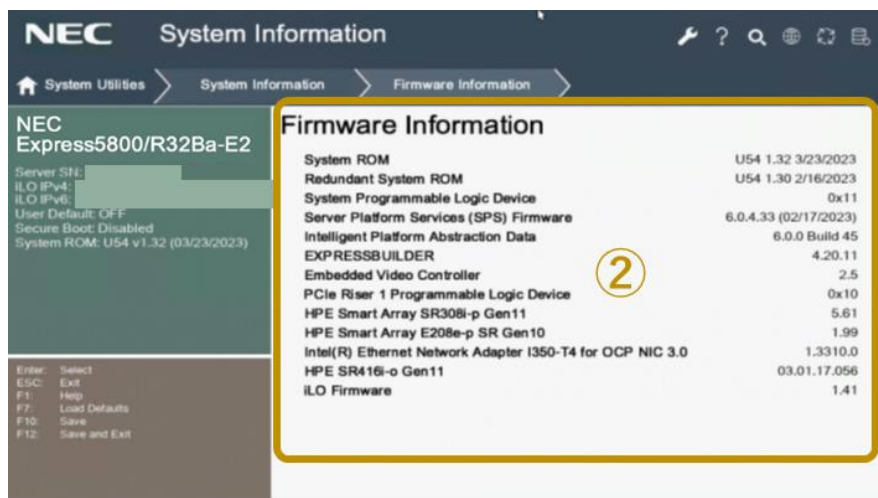 NEC System Information
?
System Utilities System Information Firmware Information
NEC
Express5800/R32Ba-E2
Server SN:
iLO IPv4:
iLO IPv6:
User Default: OFF
Secure Boot: Disabled
System ROM: U54 v1.32 (03/23/2023)
Enter: Select
ESC: Exit
F1: Help
F7: Load Defaults
F10: Save
F12: Save and Exit
Firmware Information
System ROM U54 1.32 3/23/2023
Redundant System ROM U54 1.30 2/16/2023
System Programmable Logic Device 0x11
Server Platform Services (SPS) Firmware 6.0.4.33 (02/17/2023)
Intelligent Platform Abstraction Data 6.0.0 Build 45
EXPRESSBUILDER 4.20.11
Embedded Video Controller 2.5
PCIe Riser 1 Programmable Logic Device 0x10
HPE Smart Array SR308i-p Gen11 5.61
HPE Smart Array E208e-p SR Gen10 1.99
Intel(R) Ethernet Network Adapter I350-T4 for OCP NIC 3.0 1.3310.0
HPE SR416i-o Gen11 03.01.17.056
iLO Firmware 1.41
②